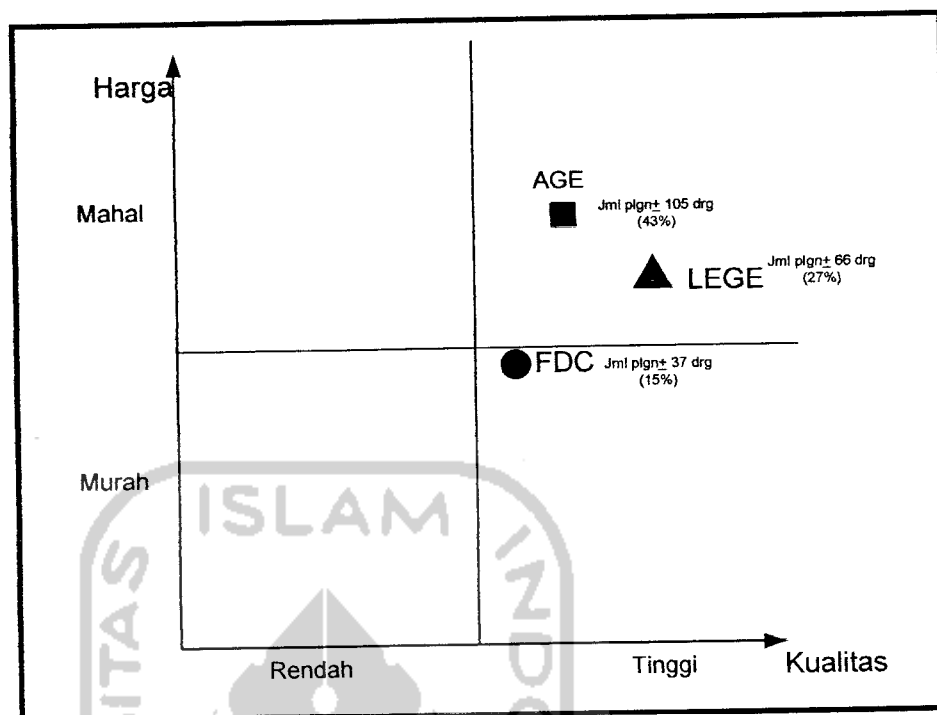 Harga
Mahal
AGE
Jml plgn± 105 drg
(43%)
LEGE
Jml plgn± 66 drg
(27%)
FDC
Jml plgn± 37 drg
(15%)
Murah
ISLAM
Rendah
Tinggi
Kualitas